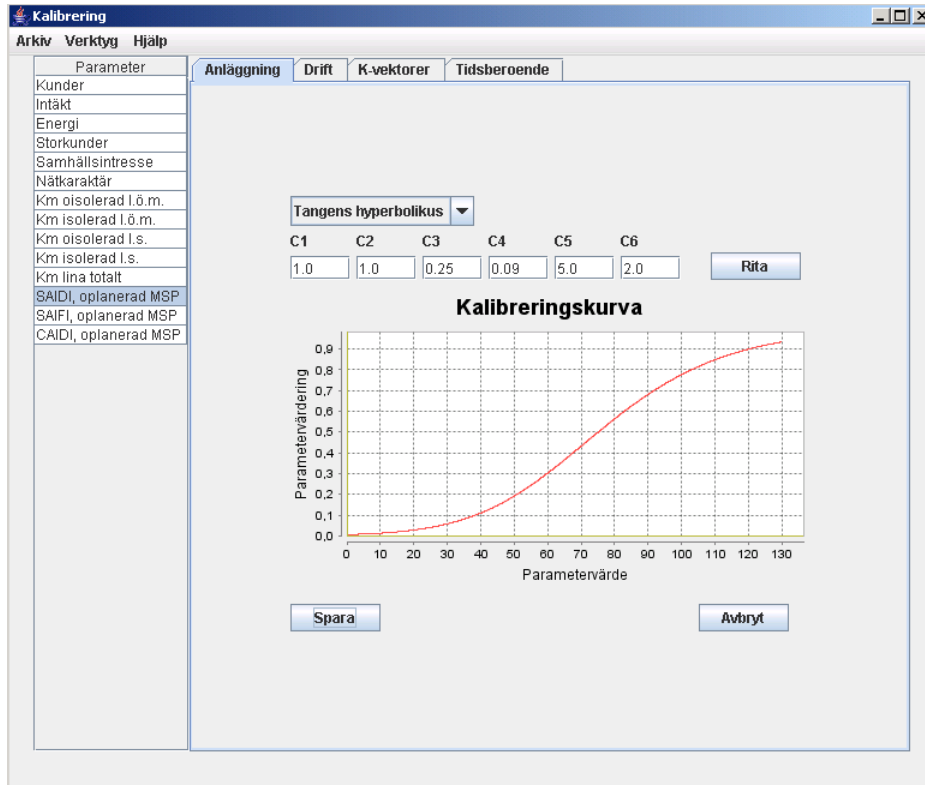 Kalibrering
Arkiv Verktyg Hjälp
Parameter
Kunder
Intäkt
Energi
Storkunder
Samhällsintresse
Nätkaraktär
Km oisolerad l.ö.m.
Km isolerad l.ö.m.
Km oisolerad l.s.
Km isolerad l.s.
Km lina totalt
SAIDI, oplanerad MSP
SAIFI, oplanerad MSP
CAIDI, oplanerad MSP
Anläggning Drift K-vektorer Tidsberoende
Tangens hyperbolikus
C1 C2 C3 C4 C5 C6
1.0 1.0 0.25 0.09 5.0 2.0 Rita
Kalibreringskurva
Parametervärdering
0,9
0,8
0,7
0,6
0,5
0,4
0,3
0,2
0,1
0,0
0 10 20 30 40 50 60 70 80 90 100 110 120 130
Parametervärde
Spara Avbryt